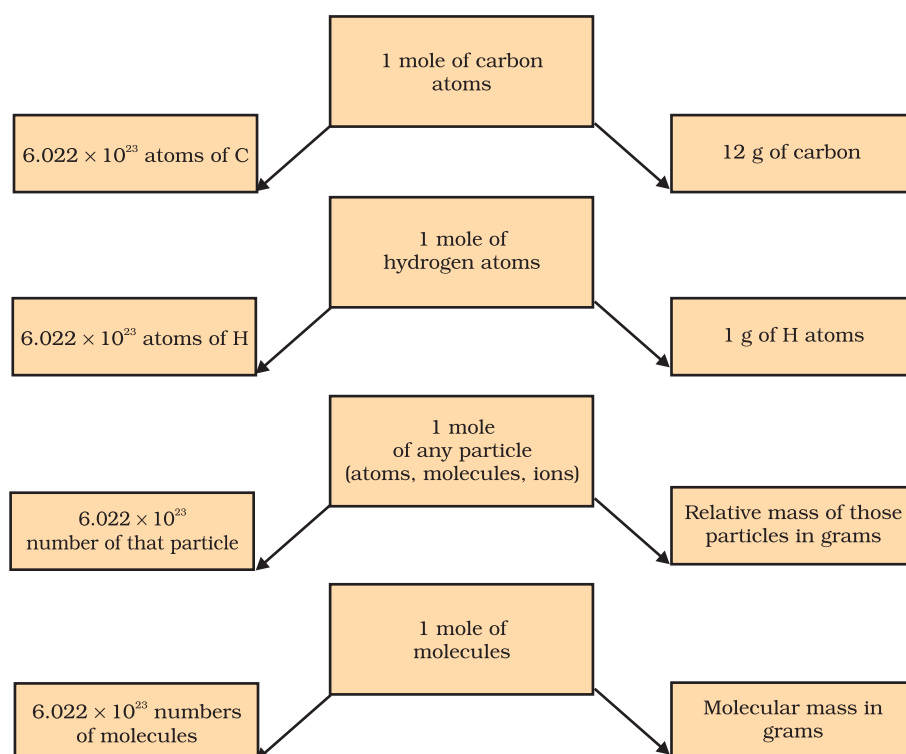 1 mole of carbon
atoms
6.022 × 10²³ atoms of C
12 g of carbon
1 mole of
hydrogen atoms
6.022 × 10²³ atoms of H
1 g of H atoms
1 mole
of any particle
(atoms, molecules, ions)
6.022 × 10²³
number of that particle
Relative mass of those
particles in grams
1 mole of
molecules
6.022 × 10²³ numbers
of molecules
Molecular mass in
grams